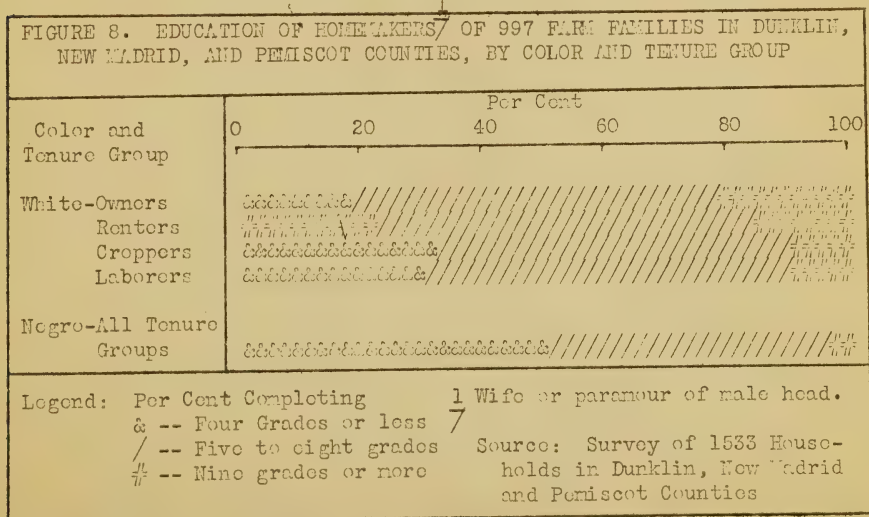 FIGURE 8. EDUCATION OF HOMEMAKERS 1/ OF 997 FARM FAMILIES IN DUNKLIN,
NEW MADRID, AND PEMISCOT COUNTIES, BY COLOR AND TENURE GROUP
Per Cent
Color and 0 20 40 60 80 100
Tenure Group
White-Owners
Renters
Croppers
Laborers
Negro-All Tenure
Groups
Legend: Per Cent Completing
& -- Four Grades or less
/ -- Five to eight grades
# -- Nine grades or more
1/ Wife or paramour of male head.
Source: Survey of 1533 House-
holds in Dunklin, New Madrid
and Pemiscot Counties